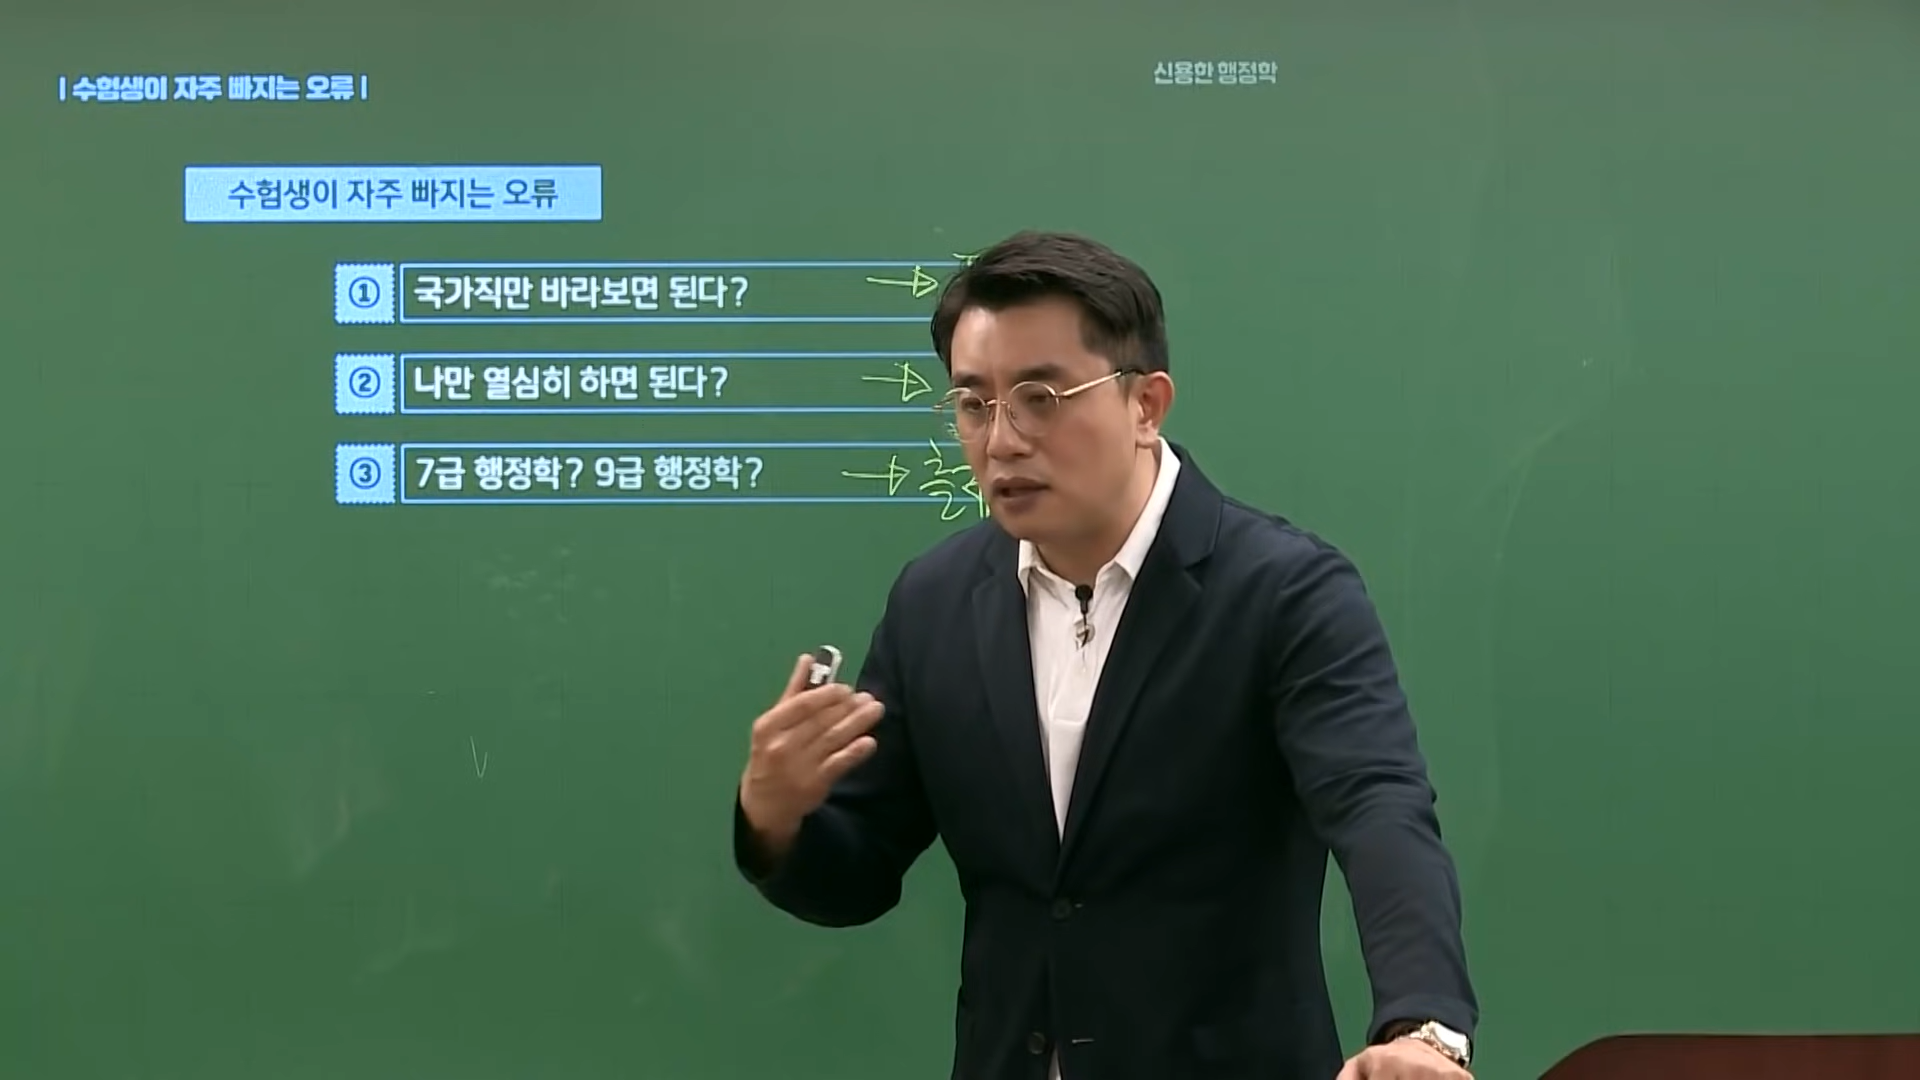 | 수험생이 자주 빠지는 오류 |
신용한 행정학
수험생이 자주 빠지는 오류
① 국가직만 바라보면 된다?
② 나만 열심히 하면 된다?
③ 7급 행정학? 9급 행정학?